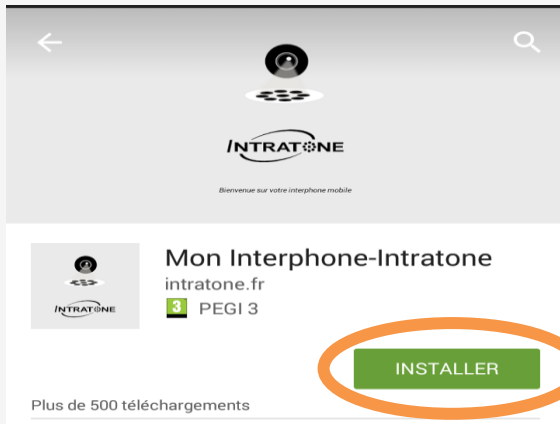 INTRATONE
Bienvenue sur votre interphone mobile
INTRATONE
Mon Interphone-Intratone
intratone.fr
3 PEGI 3
INSTALLER
Plus de 500 téléchargements